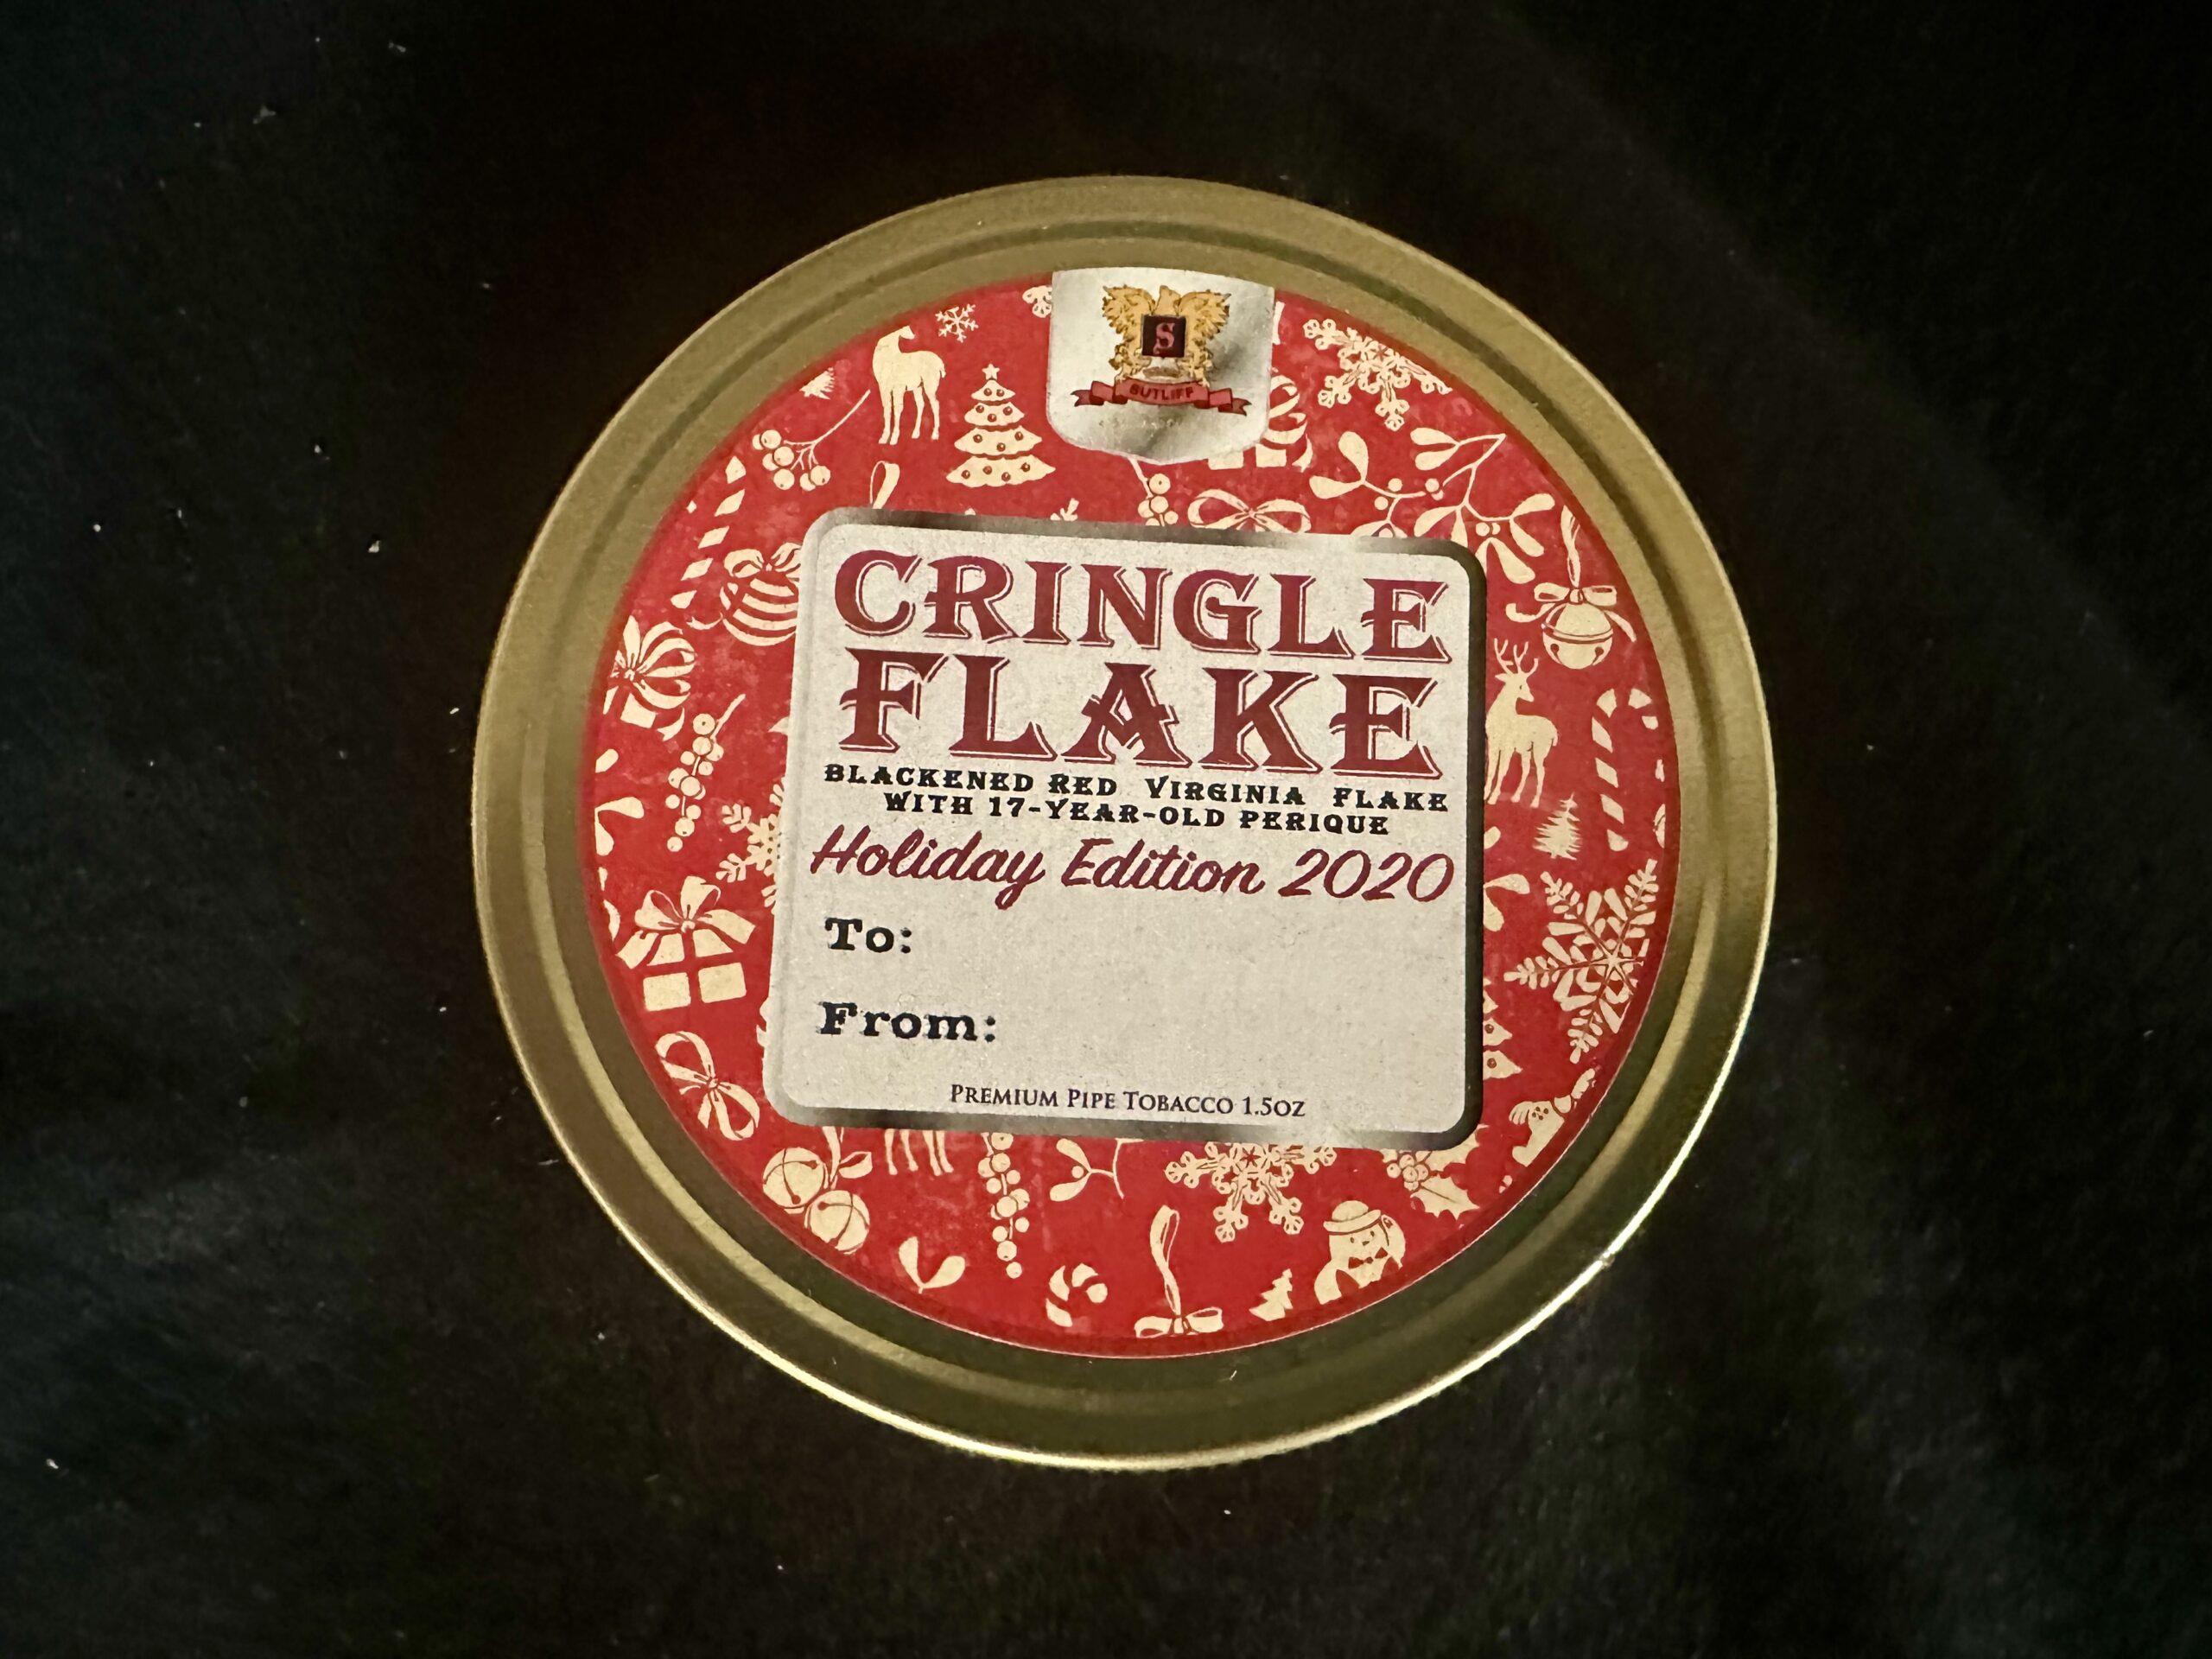 S
SUTLIFF
CRINGLE
FLAKE
BLACKENED RED VIRGINIA FLAKE
WITH 17-YEAR-OLD PERIQUE
Holiday Edition 2020
To:
From:
PREMIUM PIPE TOBACCO 1.5OZ